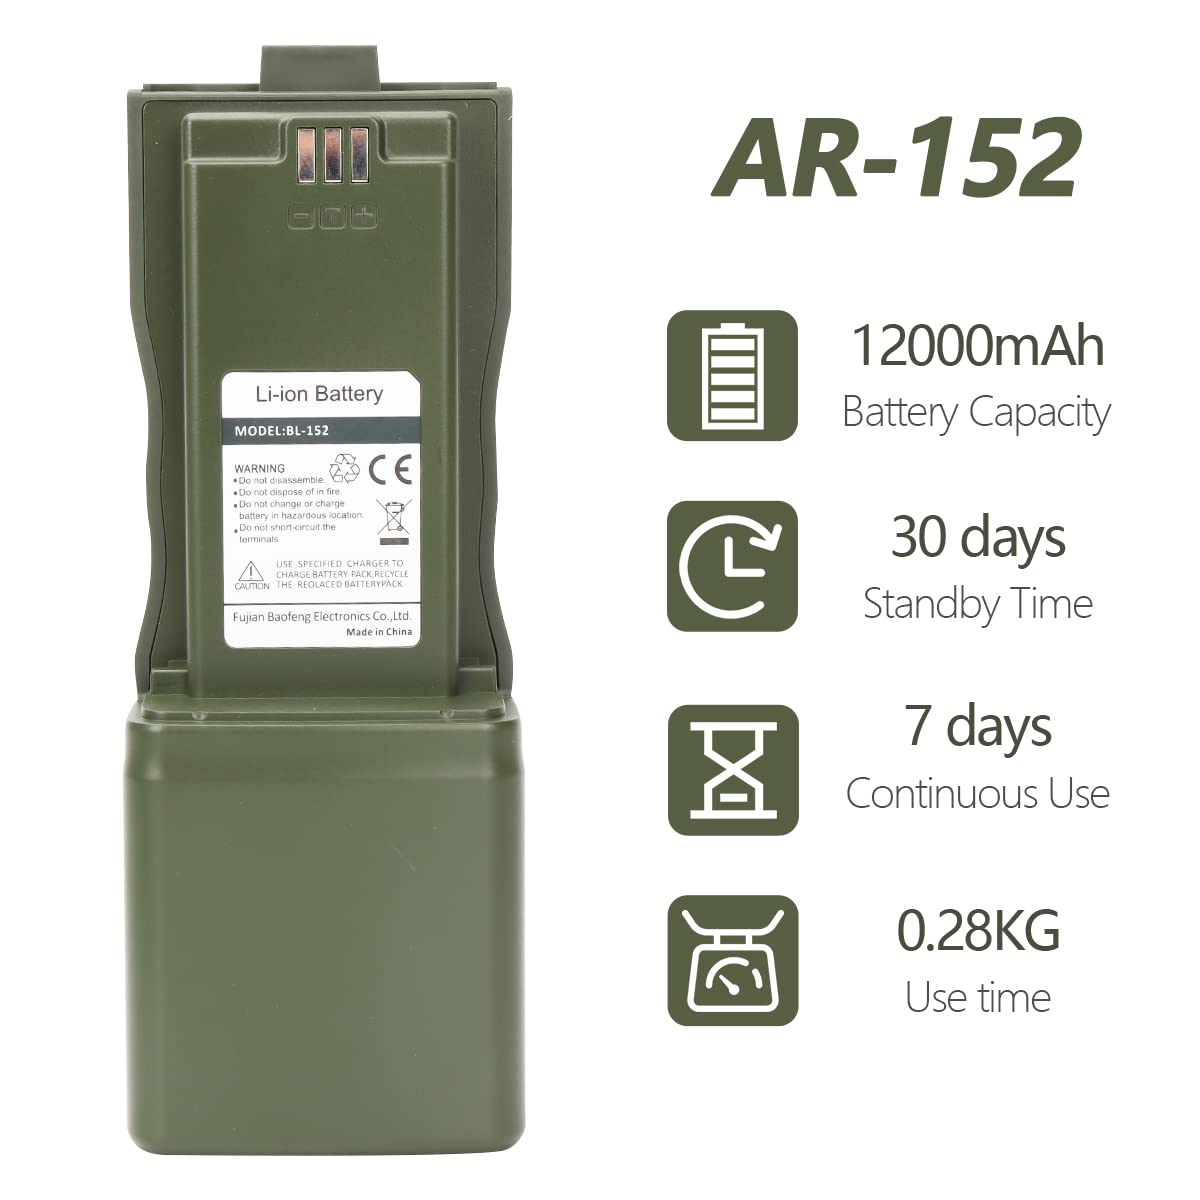 AR-152
12000mAh
Battery Capacity
30 days
Standby Time
7 days
Continuous Use
0.28KG
Use time
- T +
Li-ion Battery
MODEL:BL-152
WARNING
•Do not disassemble.
•Do not dispose of in fire.
•Do not change or charge
battery in hazardous location.
•Do not short-circuit the
terminals.
CE
CAUTION
USE SPECIFIED CHARGER TO
CHARGE BATTERY PACK,RECYCLE
THE REOLACED BATTERYPACK
Fujian Baofeng Electronics Co.,Ltd.
Made in China